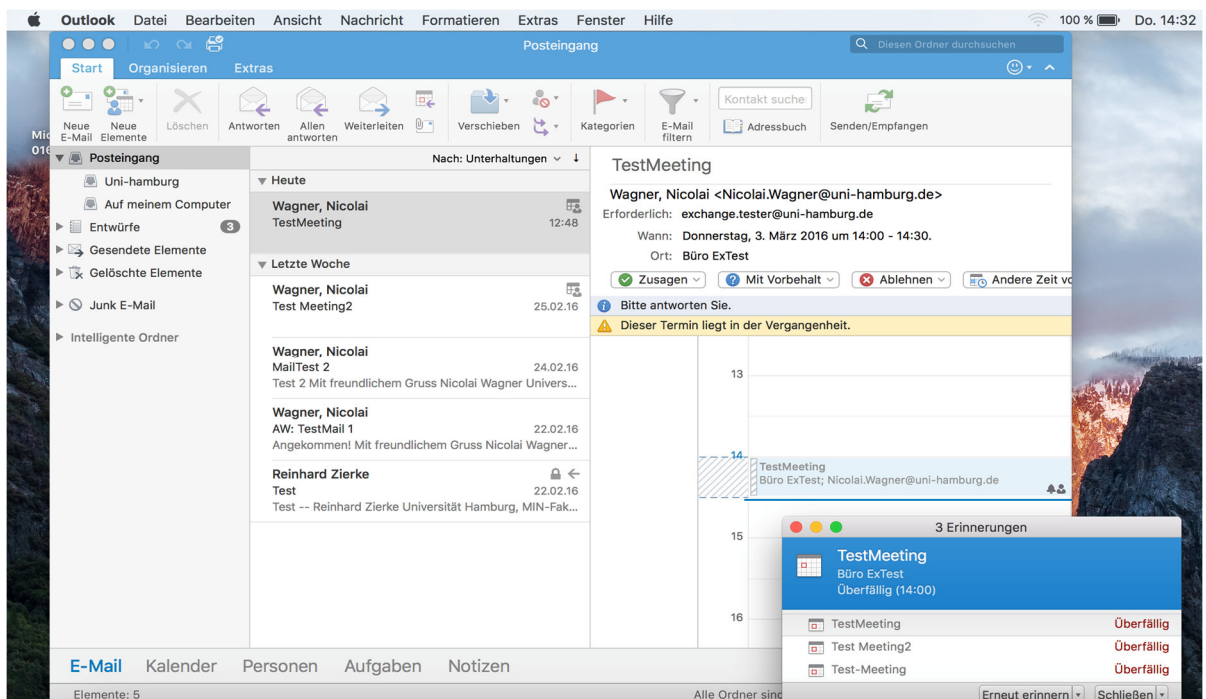 Outlook Datei Bearbeiten Ansicht Nachricht Formatieren Extras Fenster Hilfe 100 % Do. 14:32
Posteingang
Diesen Ordner durchsuchen
Start Organisieren Extras
Neue E-Mail
Neue Elemente
Löschen
Antworten
Allen antworten
Weiterleiten
Verschieben
Kategorien
E-Mail filtern
Kontakt suche
Adressbuch
Senden/Empfangen
Posteingang
Uni-hamburg
Auf meinem Computer
Entwürfe 3
Gesendete Elemente
Gelöschte Elemente
Junk E-Mail
Intelligente Ordner
Nach: Unterhaltungen
Heute
Wagner, Nicolai
TestMeeting 12:48
Letzte Woche
Wagner, Nicolai
Test Meeting2 25.02.16
Wagner, Nicolai
MailTest 2 24.02.16
Test 2 Mit freundlichem Gruss Nicolai Wagner Univers...
Wagner, Nicolai
AW: TestMail 1 22.02.16
Angekommen! Mit freundlichem Gruss Nicolai Wagner...
Reinhard Zierke
Test 22.02.16
Test -- Reinhard Zierke Universität Hamburg, MIN-Fak...
TestMeeting
Wagner, Nicolai <Nicolai.Wagner@uni-hamburg.de>
Erforderlich: exchange.tester@uni-hamburg.de
Wann: Donnerstag, 3. März 2016 um 14:00 - 14:30.
Ort: Büro ExTest
Zusagen Mit Vorbehalt Ablehnen Andere Zeit vo
Bitte antworten Sie.
Dieser Termin liegt in der Vergangenheit.
13
14
TestMeeting
Büro ExTest; Nicolai.Wagner@uni-hamburg.de
15
16
3 Erinnerungen
TestMeeting
Büro ExTest
Überfällig (14:00)
TestMeeting Überfällig
Test Meeting2 Überfällig
Test-Meeting Überfällig
Erneut erinnern Schließen
E-Mail Kalender Personen Aufgaben Notizen
Elemente: 5 Alle Ordner sind